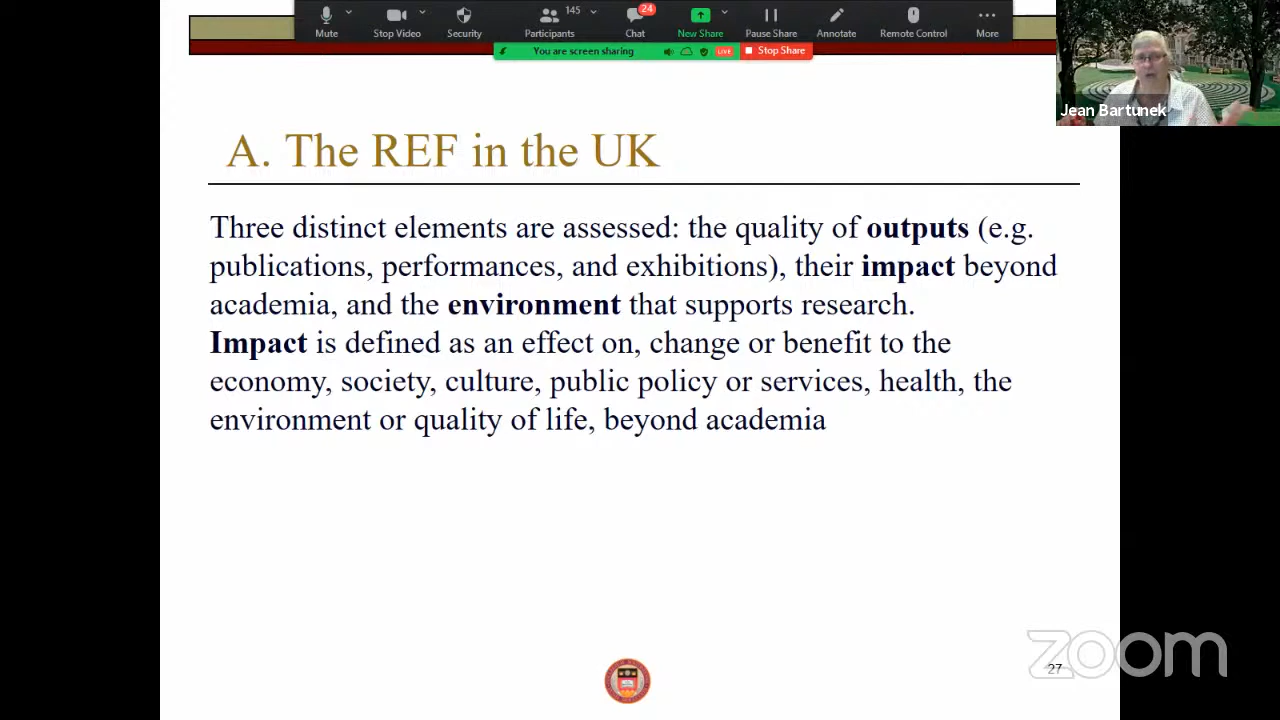 145
24
Mute
Stop Video
Security
Participants
Chat
New Share
Pause Share
Annotate
Remote Control
More
You are screen sharing
LIVE
Stop Share
Jean Bartunek
A. The REF in the UK
Three distinct elements are assessed: the quality of outputs (e.g.
publications, performances, and exhibitions), their impact beyond
academia, and the environment that supports research.
Impact is defined as an effect on, change or benefit to the
economy, society, culture, public policy or services, health, the
environment or quality of life, beyond academia
zoom
27